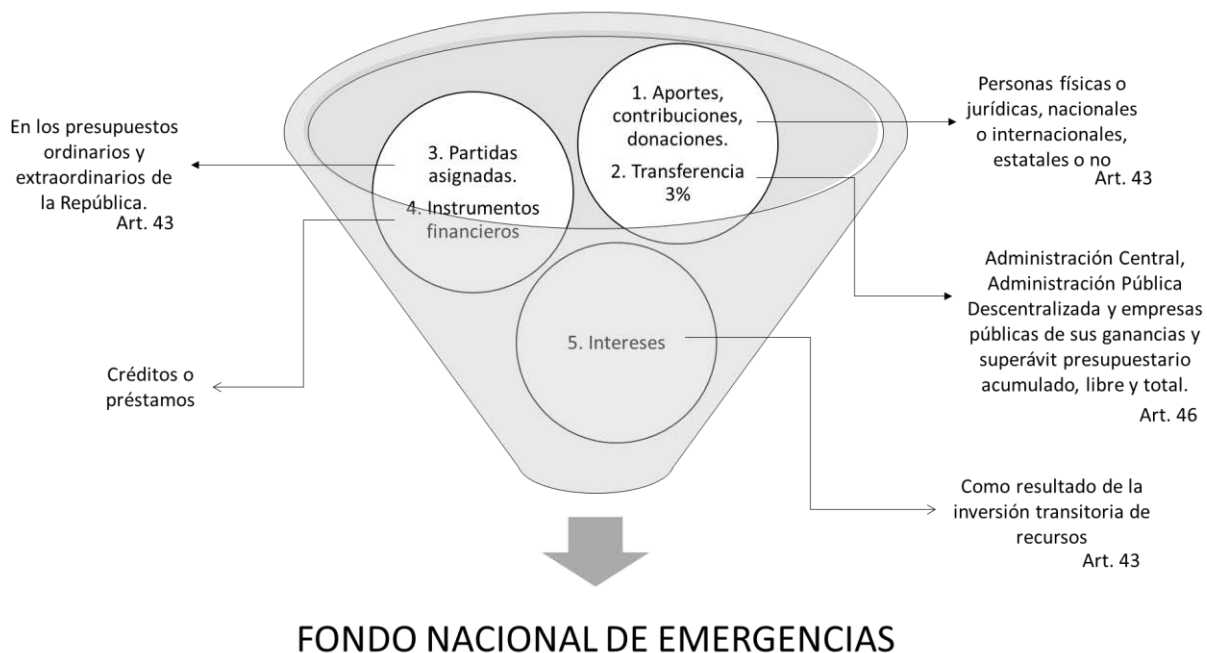 1. Aportes,
contribuciones,
donaciones.
2. Transferencia
3%
3. Partidas
asignadas.
4. Instrumentos
financieros
5. Intereses
En los presupuestos
ordinarios y
extraordinarios de
la República.
Art. 43
Créditos o
préstamos
Personas físicas o
jurídicas, nacionales
o internacionales,
estatales o no
Art. 43
Administración Central,
Administración Pública
Descentralizada y empresas
públicas de sus ganancias y
superávit presupuestario
acumulado, libre y total.
Art. 46
Como resultado de la
inversión transitoria de
recursos
Art. 43
FONDO NACIONAL DE EMERGENCIAS